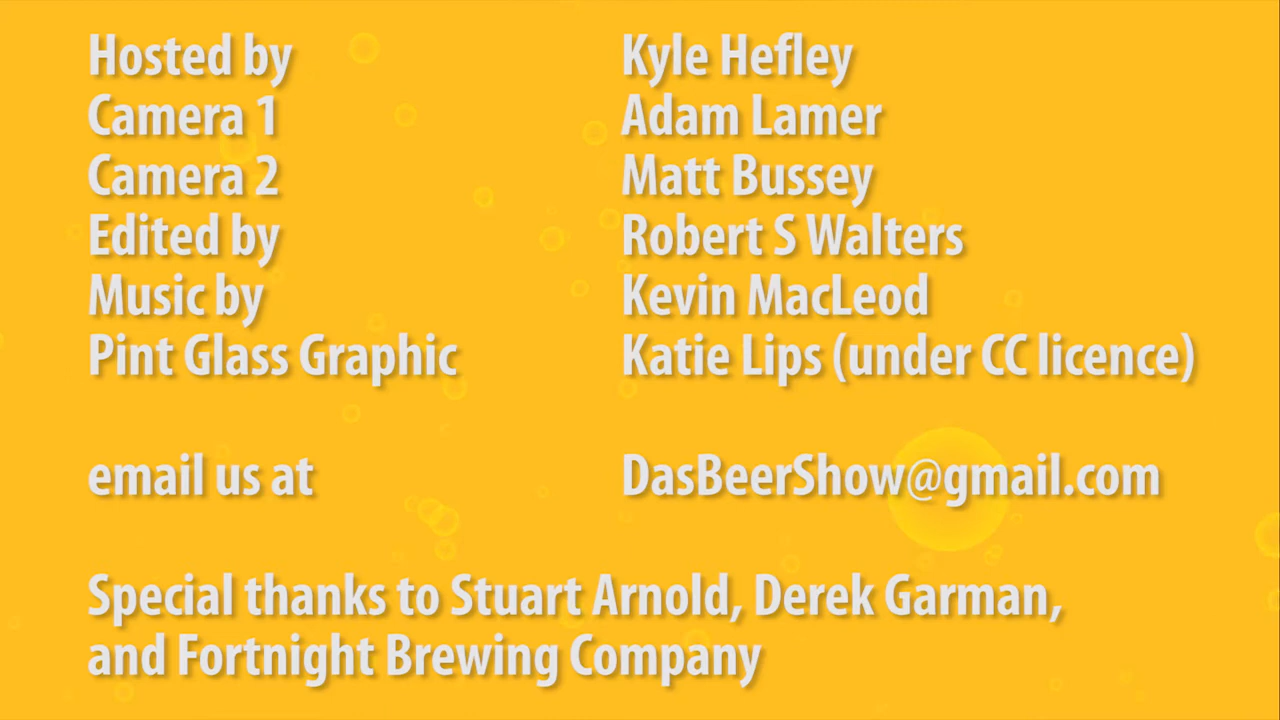 Hosted by Kyle Hefley
Camera 1 Adam Lamer
Camera 2 Matt Bussey
Edited by Robert S Walters
Music by Kevin MacLeod
Pint Glass Graphic Katie Lips (under CC licence)
email us at DasBeerShow@gmail.com
Special thanks to Stuart Arnold, Derek Garman,
and Fortnight Brewing Company